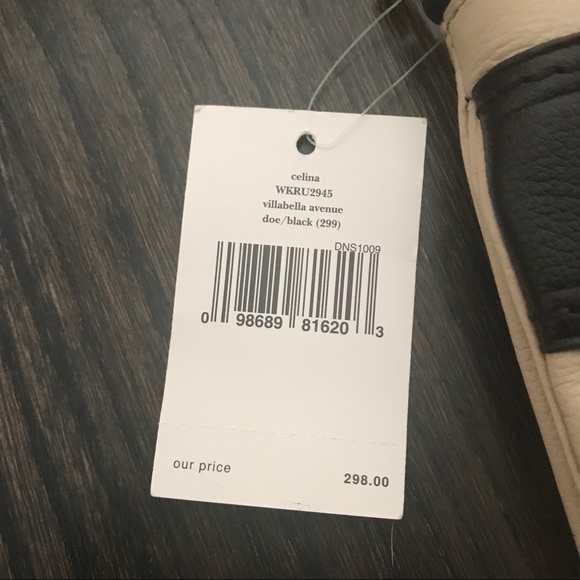 celina
WKRU2945
villabella avenue
doe/black (299)
DNS1009
0 98689 81620 3
our price 298.00